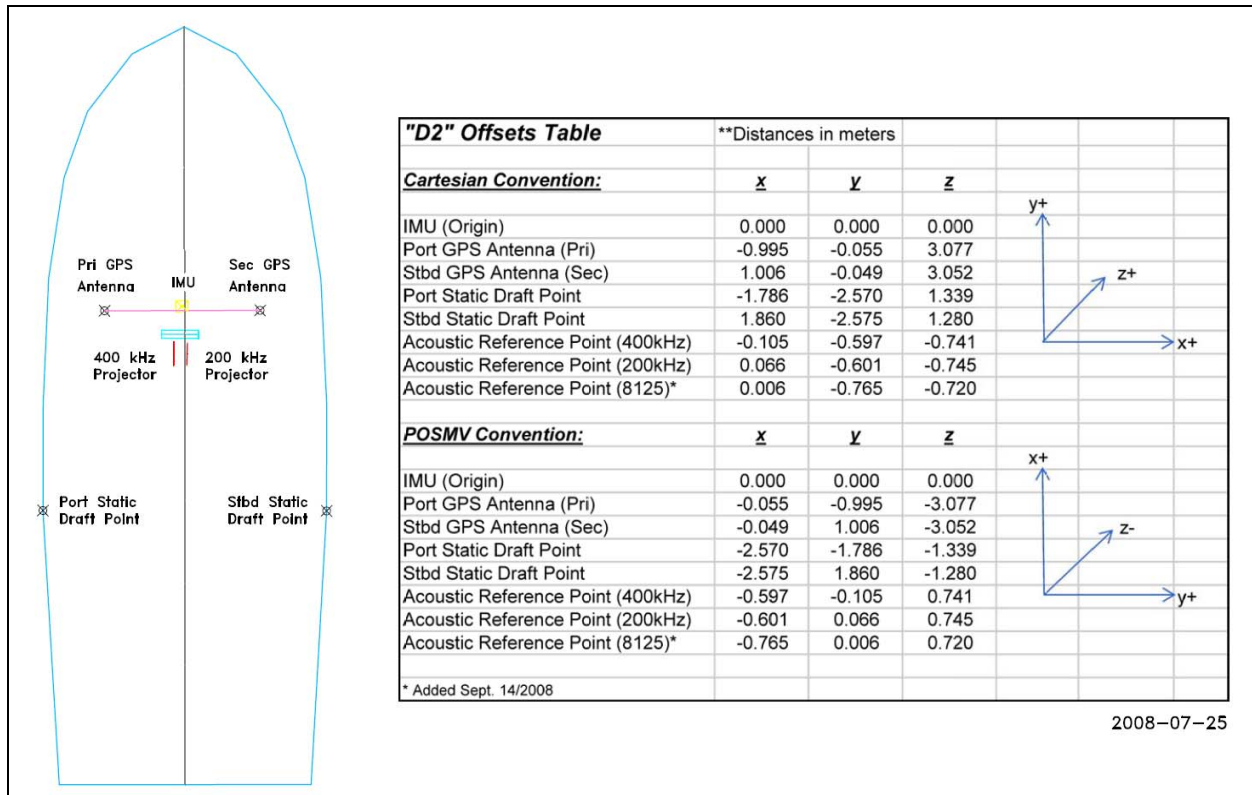 Pri GPS Antenna
IMU
Sec GPS Antenna
400 kHz Projector
200 kHz Projector
Port Static Draft Point
Stbd Static Draft Point
"D2" Offsets Table **Distances in meters
Cartesian Convention: x y z
IMU (Origin) 0.000 0.000 0.000
Port GPS Antenna (Pri) -0.995 -0.055 3.077
Stbd GPS Antenna (Sec) 1.006 -0.049 3.052
Port Static Draft Point -1.786 -2.570 1.339
Stbd Static Draft Point 1.860 -2.575 1.280
Acoustic Reference Point (400kHz) -0.105 -0.597 -0.741
Acoustic Reference Point (200kHz) 0.066 -0.601 -0.745
Acoustic Reference Point (8125)* 0.006 -0.765 -0.720
y+
z+
x+
POSMV Convention: x y z
IMU (Origin) 0.000 0.000 0.000
Port GPS Antenna (Pri) -0.055 -0.995 -3.077
Stbd GPS Antenna (Sec) -0.049 1.006 -3.052
Port Static Draft Point -2.570 -1.786 -1.339
Stbd Static Draft Point -2.575 1.860 -1.280
Acoustic Reference Point (400kHz) -0.597 -0.105 0.741
Acoustic Reference Point (200kHz) -0.601 0.066 0.745
Acoustic Reference Point (8125)* -0.765 0.006 0.720
x+
z-
y+
* Added Sept. 14/2008
2008-07-25